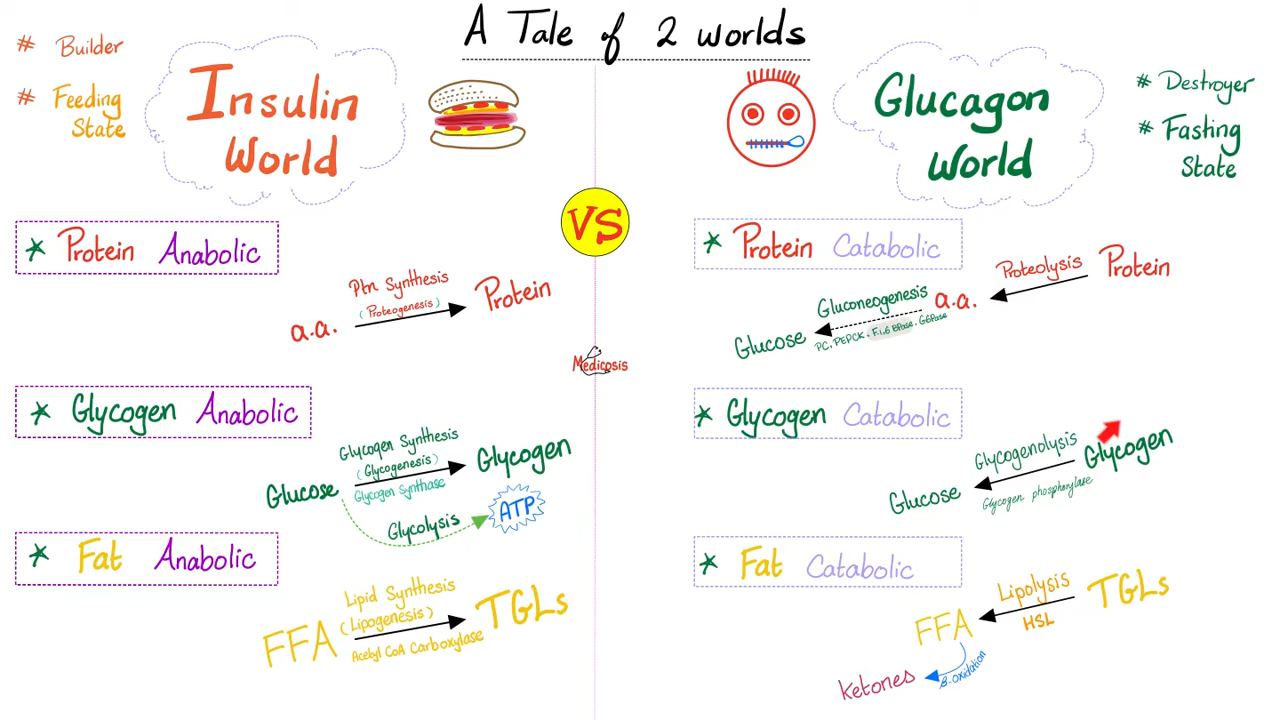 A Tale of 2 worlds
# Builder
# Feeding
State
Insulin
World
Glucagon
World
# Destroyer
# Fasting
State
VS
* Protein Anabolic
a.a.
Ptn Synthesis
(Proteogenesis)
Protein
Medicosis
* Glycogen Anabolic
Glucose
Glycogen Synthesis
(Glycogenesis)
Glycogen Synthase
Glycogen
Glycolysis
ATP
* Fat Anabolic
FFA
Lipid Synthesis
(Lipogenesis)
Acetyl CoA Carboxylase
TGLs
* Protein Catabolic
Protein
Proteolysis
a.a.
Gluconeogenesis
PC, PEPCK, F-1,6 BPase, G6Pase
Glucose
* Glycogen Catabolic
Glycogen
Glycogenolysis
Glycogen phosphorylase
Glucose
* Fat Catabolic
TGLs
Lipolysis
HSL
FFA
β-oxidation
Ketones